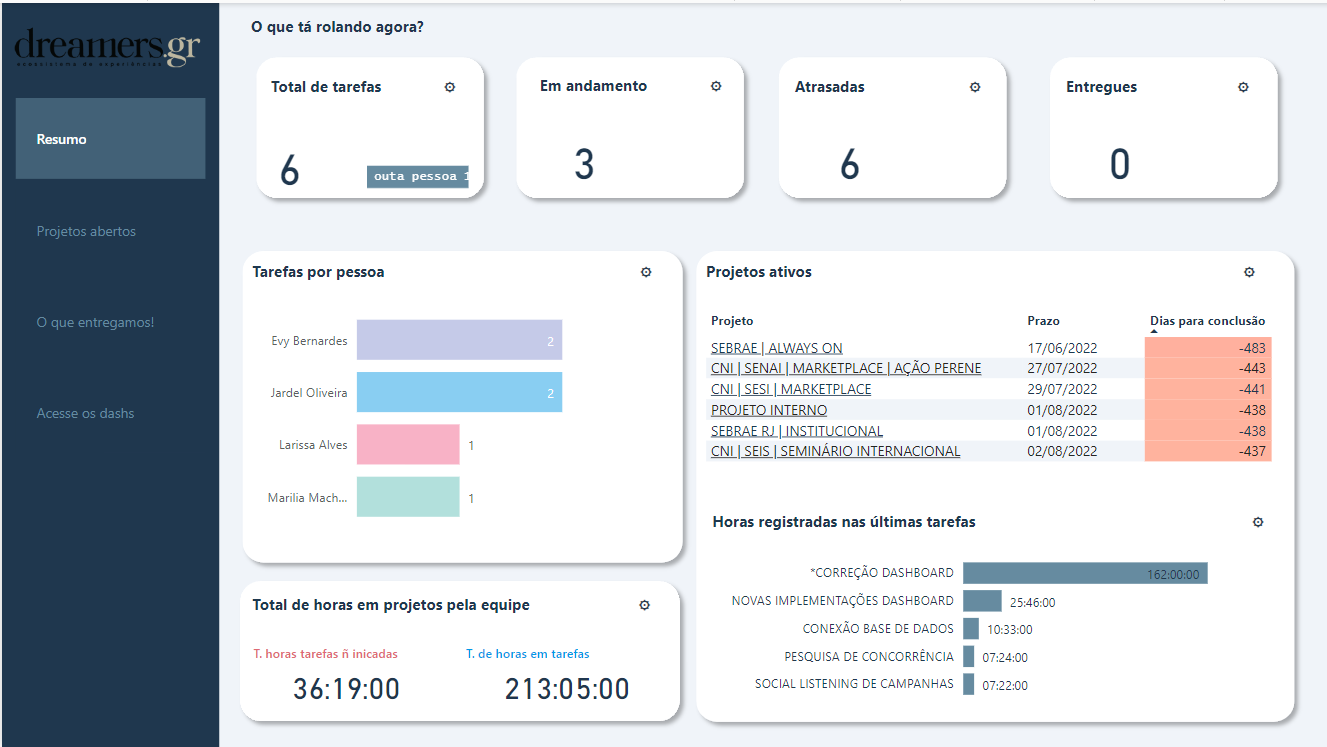 dreamers.gr
ecossistema de experiências
Resumo
Projetos abertos
O que entregamos!
Acesse os dashs
O que tá rolando agora?
Total de tarefas
6
outa pessoa 1
Em andamento
3
Atrasadas
6
Entregues
0
Tarefas por pessoa
Evy Bernardes 2
Jardel Oliveira 2
Larissa Alves 1
Marilia Mach... 1
Total de horas em projetos pela equipe
T. horas tarefas ñ inicadas T. de horas em tarefas
36:19:00 213:05:00
Projetos ativos
Projeto Prazo Dias para conclusão
SEBRAE | ALWAYS ON 17/06/2022 -483
CNI | SENAI | MARKETPLACE | AÇÃO PERENE 27/07/2022 -443
CNI | SESI | MARKETPLACE 29/07/2022 -441
PROJETO INTERNO 01/08/2022 -438
SEBRAE RJ | INSTITUCIONAL 01/08/2022 -438
CNI | SEIS | SEMINÁRIO INTERNACIONAL 02/08/2022 -437
Horas registradas nas últimas tarefas
*CORREÇÃO DASHBOARD 162:00:00
NOVAS IMPLEMENTAÇÕES DASHBOARD 25:46:00
CONEXÃO BASE DE DADOS 10:33:00
PESQUISA DE CONCORRÊNCIA 07:24:00
SOCIAL LISTENING DE CAMPANHAS 07:22:00